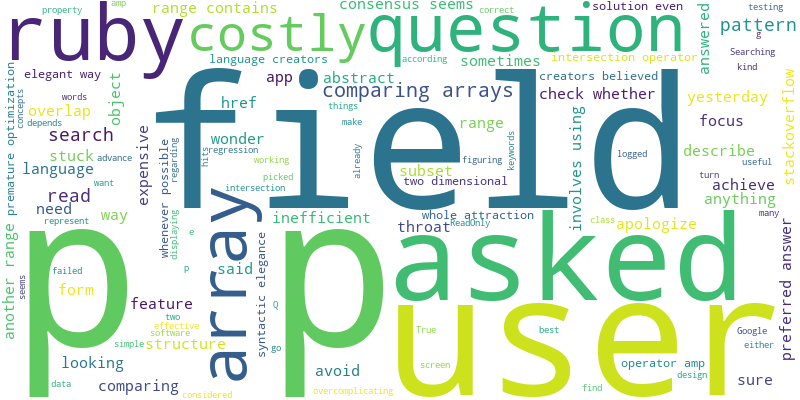 property
amp
range contains
consensus seems
correct
solution even
testing
ruby
costly
question
answered
pattern
g
Searching
kind
language creators
according
sometimes
intersection operator
elegant way
app
abstract
creators believed
words
object
href
comparing arrays
check whether
yesterday
stackoverflow
premature optimization
concepts
overlap
things
range
focus
depends
search
expensive
field
wonder
make
keywords
involves using
stuck
advance
regarding
hits
regression
already
working
figuring
logged
describe
useful
language
whenever possible
picked
subset
two dimensional
turn
want
read
intersection
achieve
need
way
array
inefficient
whole attraction
class
anything
represent
displaying
throat
ReadOnly
apologize
many
another range
p
p
e
said
syntactic elegance
asked
preferred answer
seems
failed
p
form
feature
Q
user
two
effective
software
True
best
Google
simple
structure
go
screen
either
looking
avoid
operator amp
design
data
comparing
considered
overcomplicating
find
sure